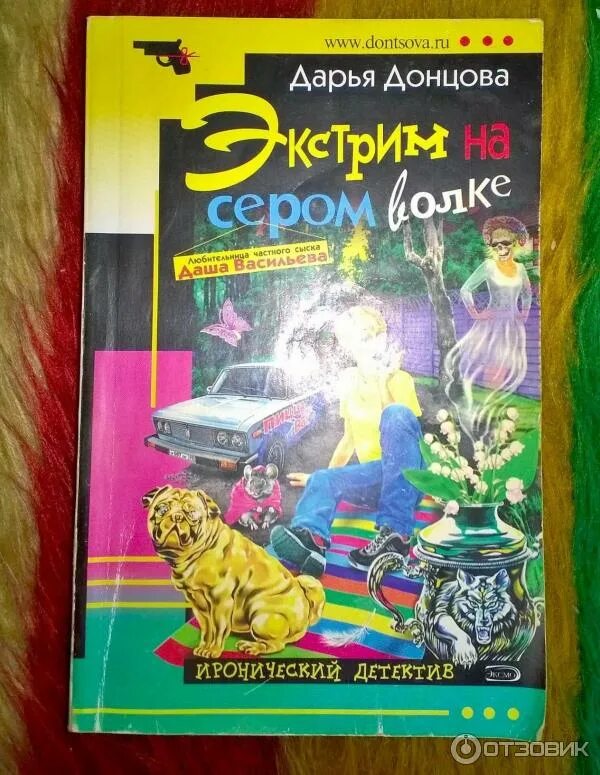 www.dontsova.ru
Дарья Донцова
Экстрим на
сером волке
Любительница частного сыска
Даша Васильева
ИРОНИЧЕСКИЙ ДЕТЕКТИВ
ЭКСМО
ОТЗОВИК